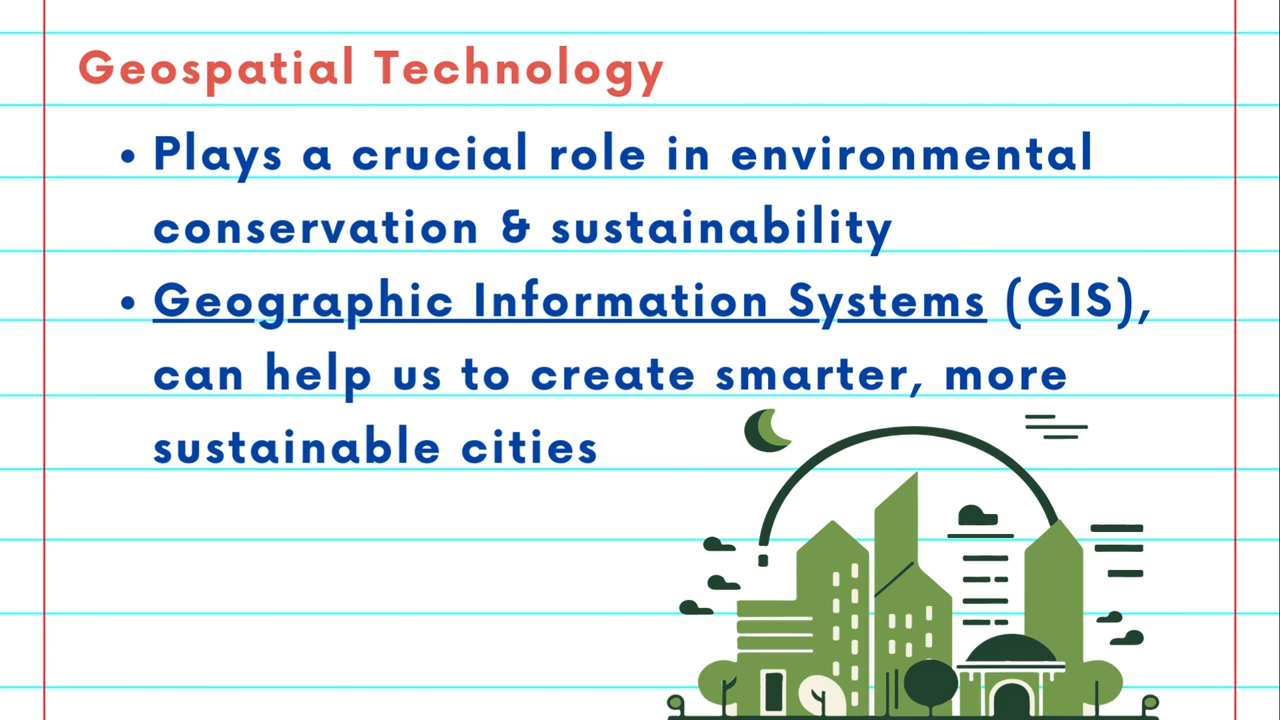 Geospatial Technology
• Plays a crucial role in environmental
conservation & sustainability
• Geographic Information Systems (GIS),
can help us to create smarter, more
sustainable cities